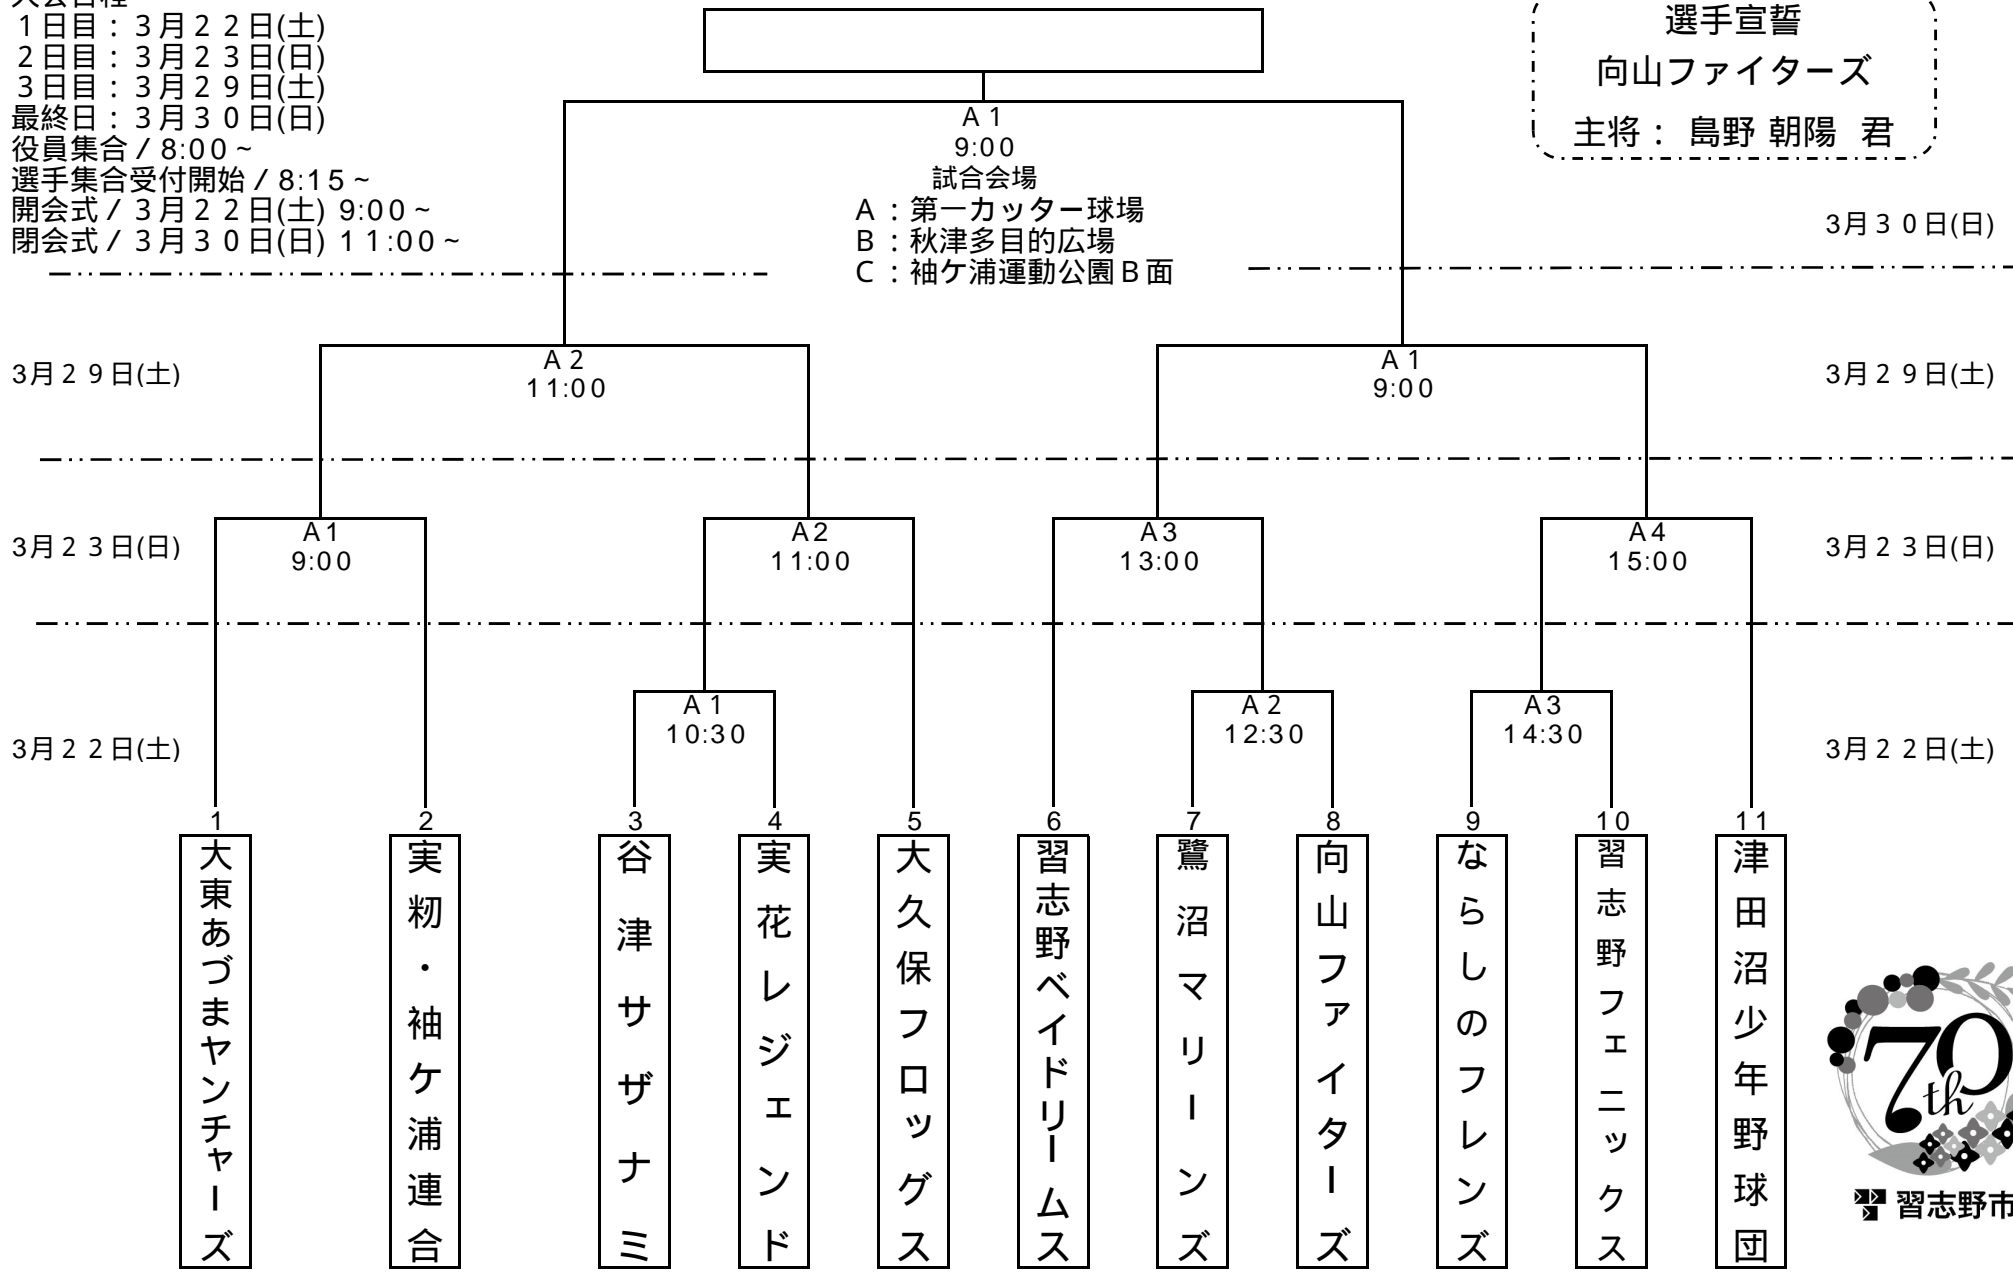 大会日程
1日目：3月22日(土)
2日目：3月23日(日)
3日目：3月29日(土)
最終日：3月30日(日)
役員集合/8:00~
選手集合受付開始/8:15~
開会式/3月22日(土) 9:00~
閉会式/3月30日(日) 11:00~
選手宣誓
向山ファイターズ
主将： 島野 朝陽 君
A1
9:00
試合会場
A：第一カッター球場
B：秋津多目的広場
C：袖ケ浦運動公園B面
3月30日(日)
3月29日(土)
A2
11:00
A1
9:00
3月29日(土)
3月23日(日)
A1
9:00
A2
11:00
A3
13:00
A4
15:00
3月23日(日)
3月22日(土)
A1
10:30
A2
12:30
A3
14:30
3月22日(土)
1
大東あづまヤンチャーズ
2
実籾・袖ケ浦連合
3
谷津サザナミ
4
実花レジェンド
5
大久保フロッグス
6
習志野ベイドリームス
7
鷺沼マリーンズ
8
向山ファイターズ
9
ならしのフレンズ
10
習志野フェニックス
11
津田沼少年野球団
70th
習志野市